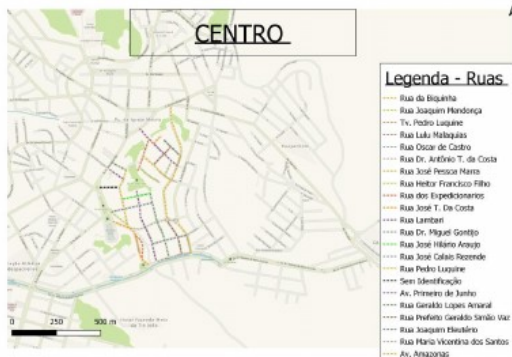 CENTRO
Legenda - Ruas
Rua da Biquinha
Rua Joaquim Mendonça
Tv. Pedro Luquine
Rua Lulu Malaquias
Rua Oscar de Castro
Rua Dr. Antônio T. da Costa
Rua José Pessoa Marra
Rua Heitor Francisco Filho
Rua dos Expedicionarios
Rua José T. Da Costa
Rua Lambari
Rua Dr. Miguel Gontijo
Rua José Hilário Araujo
Rua José Calais Rezende
Rua Pedro Luquine
Sem Identificação
Av. Primeiro de Junho
Rua Geraldo Lopes Amaral
Rua Prefeito Geraldo Simão Vaz
Rua Joaquim Eleutério
Rua Maria Vicentina dos Santos
Av. Amazonas
0 250 500 m